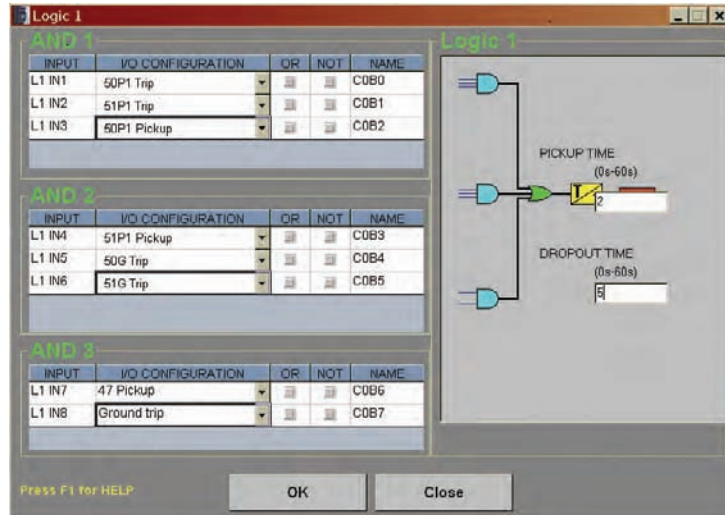 Logic 1
AND 1
INPUT I/O CONFIGURATION OR NOT NAME
L1 IN1 50P1 Trip C0B0
L1 IN2 51P1 Trip C0B1
L1 IN3 50P1 Pickup C0B2
AND 2
INPUT I/O CONFIGURATION OR NOT NAME
L1 IN4 51P1 Pickup C0B3
L1 IN5 50G Trip C0B4
L1 IN6 51G Trip C0B5
AND 3
INPUT I/O CONFIGURATION OR NOT NAME
L1 IN7 47 Pickup C0B6
L1 IN8 Ground trip C0B7
Logic 1
PICKUP TIME
(0s-60s)
T
2
DROPOUT TIME
(0s-60s)
5
Press F1 for HELP
OK
Close